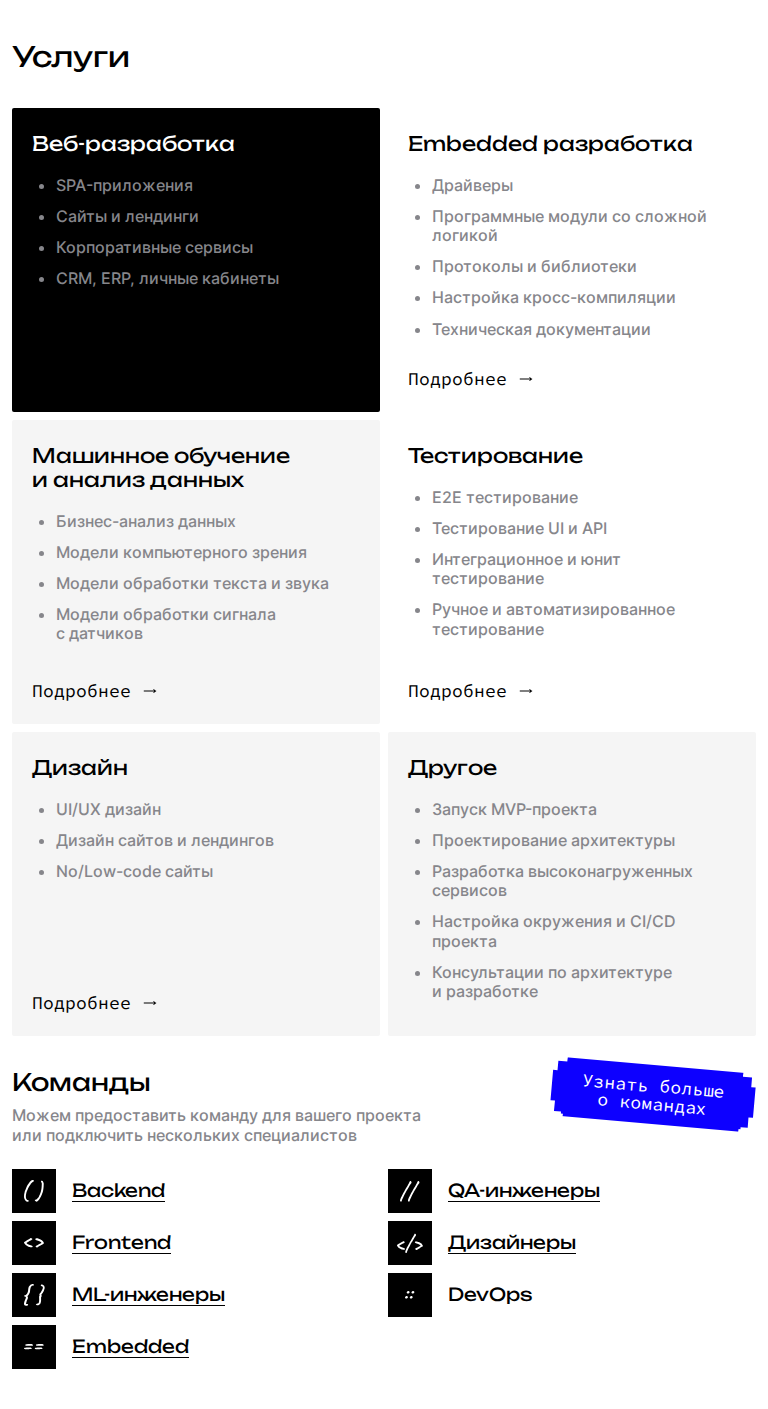 Услуги
Веб-разработка
SPA-приложения
Сайты и лендинги
Корпоративные сервисы
CRM, ERP, личные кабинеты
Embedded разработка
Драйверы
Программные модули со сложной
логикой
Протоколы и библиотеки
Настройка кросс-компиляции
Техническая документации
Подробнее →
Машинное обучение
и анализ данных
Бизнес-анализ данных
Модели компьютерного зрения
Модели обработки текста и звука
Модели обработки сигнала
с датчиков
Подробнее →
Тестирование
E2E тестирование
Тестирование UI и API
Интеграционное и юнит
тестирование
Ручное и автоматизированное
тестирование
Подробнее →
Дизайн
UI/UX дизайн
Дизайн сайтов и лендингов
No/Low-code сайты
Подробнее →
Другое
Запуск MVP-проекта
Проектирование архитектуры
Разработка высоконагруженных
сервисов
Настройка окружения и CI/CD
проекта
Консультации по архитектуре
и разработке
Команды
Можем предоставить команду для вашего проекта
или подключить нескольких специалистов
Узнать больше
о командах
() Backend
<> Frontend
{} ML-инженеры
== Embedded
// QA-инженеры
</> Дизайнеры
:: DevOps